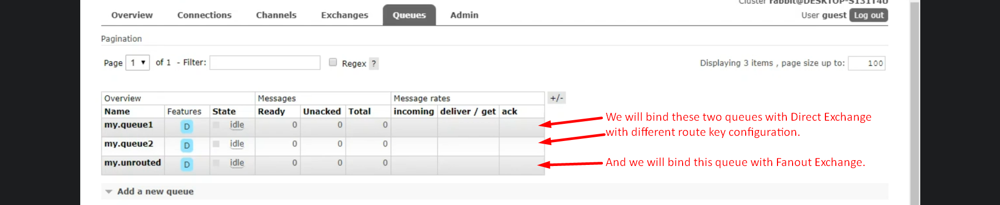 Cluster rabbit@DESKTOP-S131T4U
Overview Connections Channels Exchanges Queues Admin
User guest Log out
Pagination
Page 1 of 1 - Filter: Regex ?
Displaying 3 items , page size up to: 100
Overview Messages Message rates +/-
Name Features State Ready Unacked Total incoming deliver / get ack
my.queue1 D idle 0 0 0
my.queue2 D idle 0 0 0
my.unrouted D idle 0 0 0
We will bind these two queues with Direct Exchange
with different route key configuration.
And we will bind this queue with Fanout Exchange.
Add a new queue